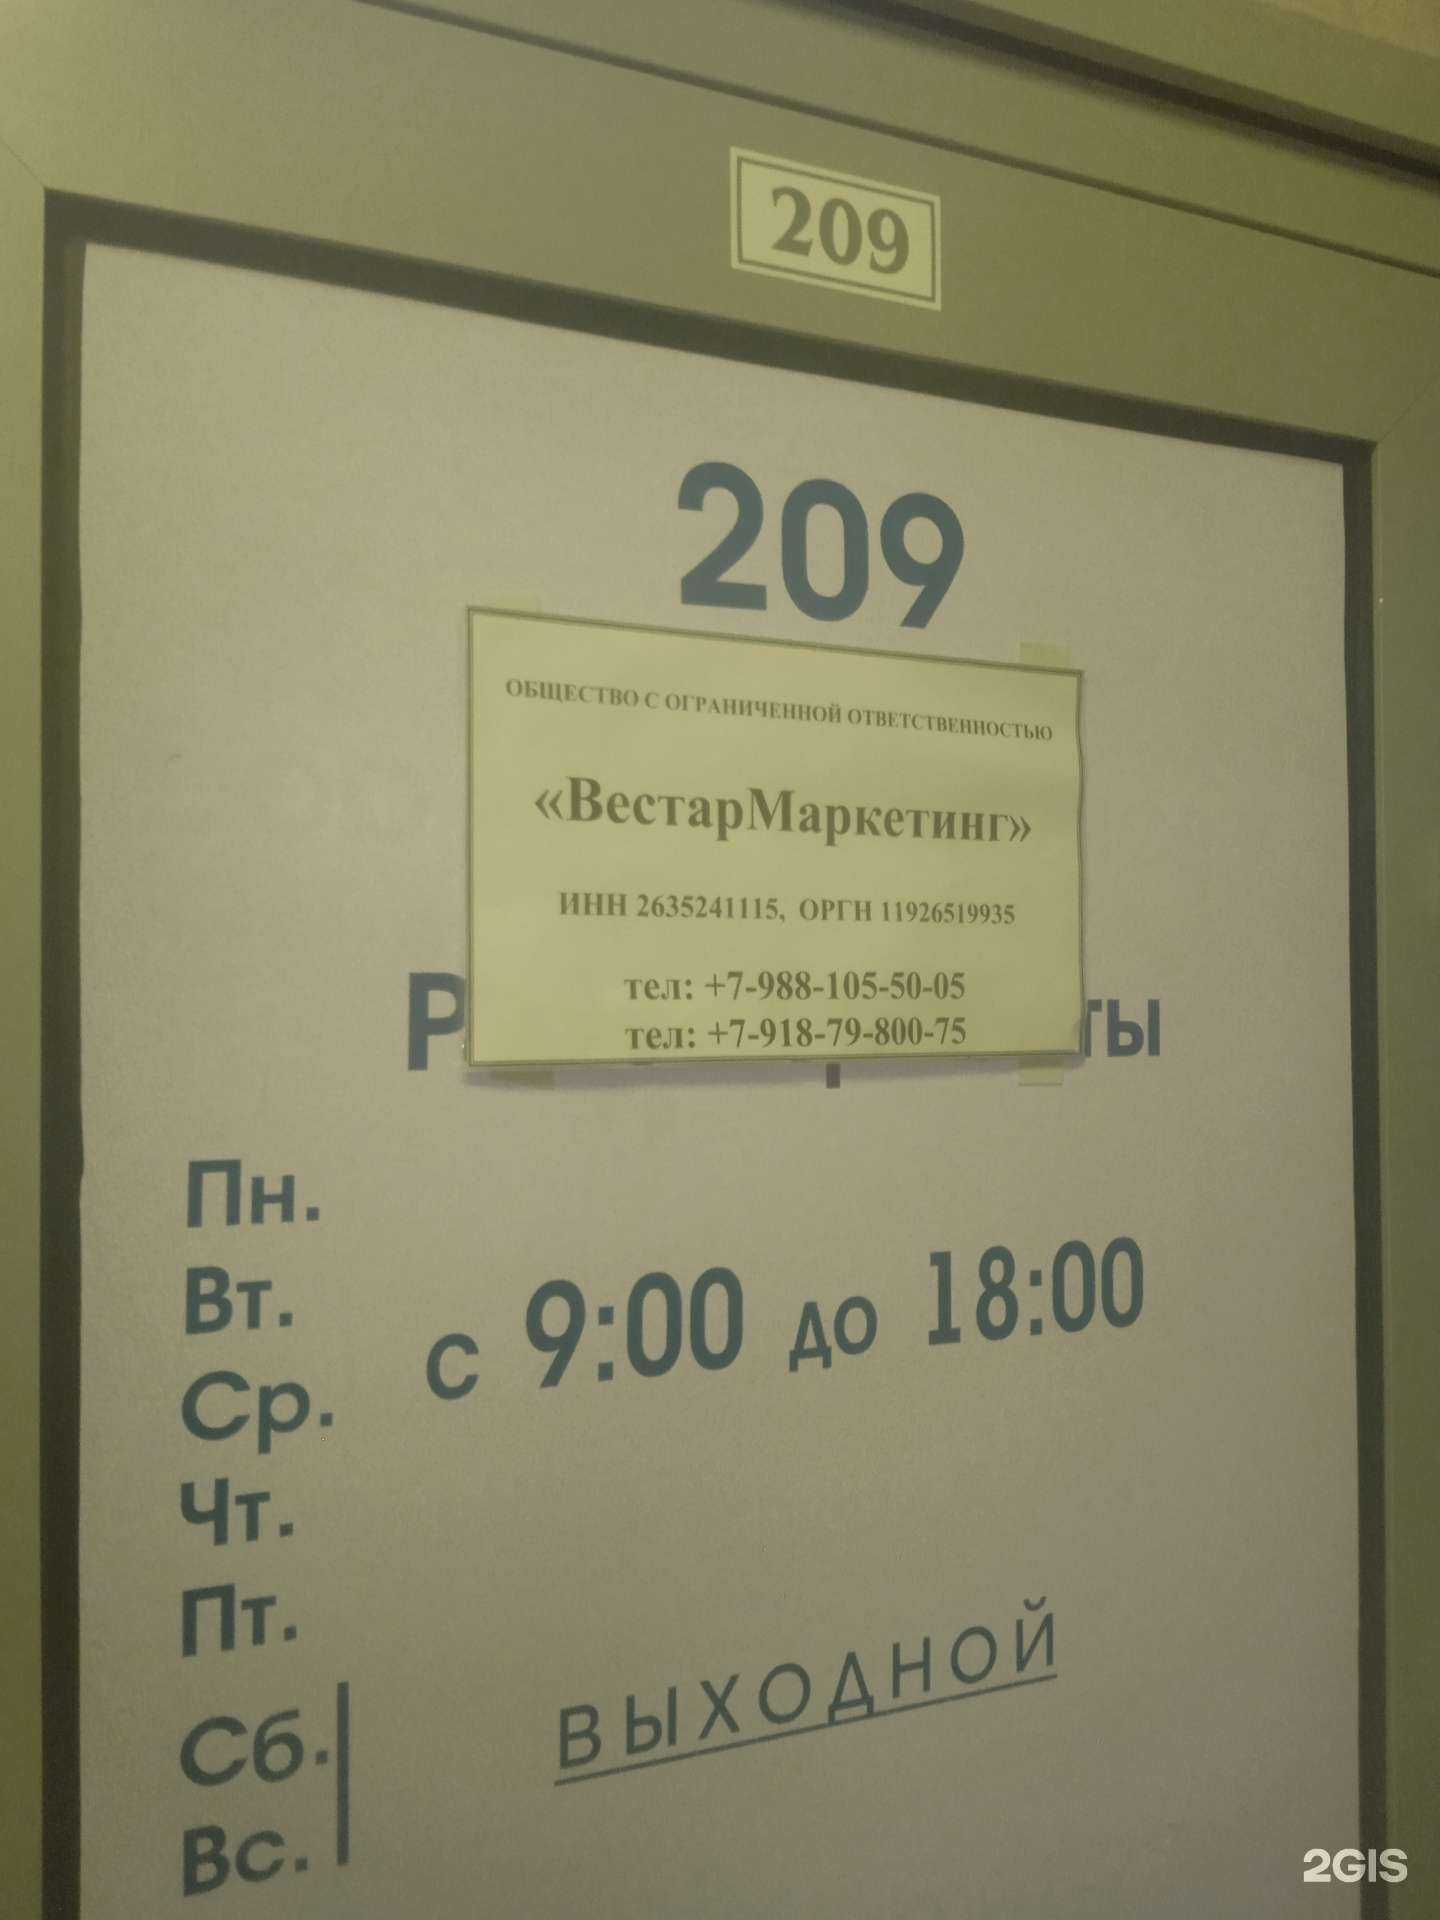 209
209
ОБЩЕСТВО С ОГРАНИЧЕННОЙ ОТВЕТСТВЕННОСТЬЮ
«ВестарМаркетинг»
ИНН 2635241115, ОРГН 11926519935
тел: +7-988-105-50-05
тел: +7-918-79-800-75
Пн.
Вт.
с 9:00 до 18:00
Ср.
Чт.
Пт.
Сб.
ВЫХОДНОЙ
Вс.
2GIS